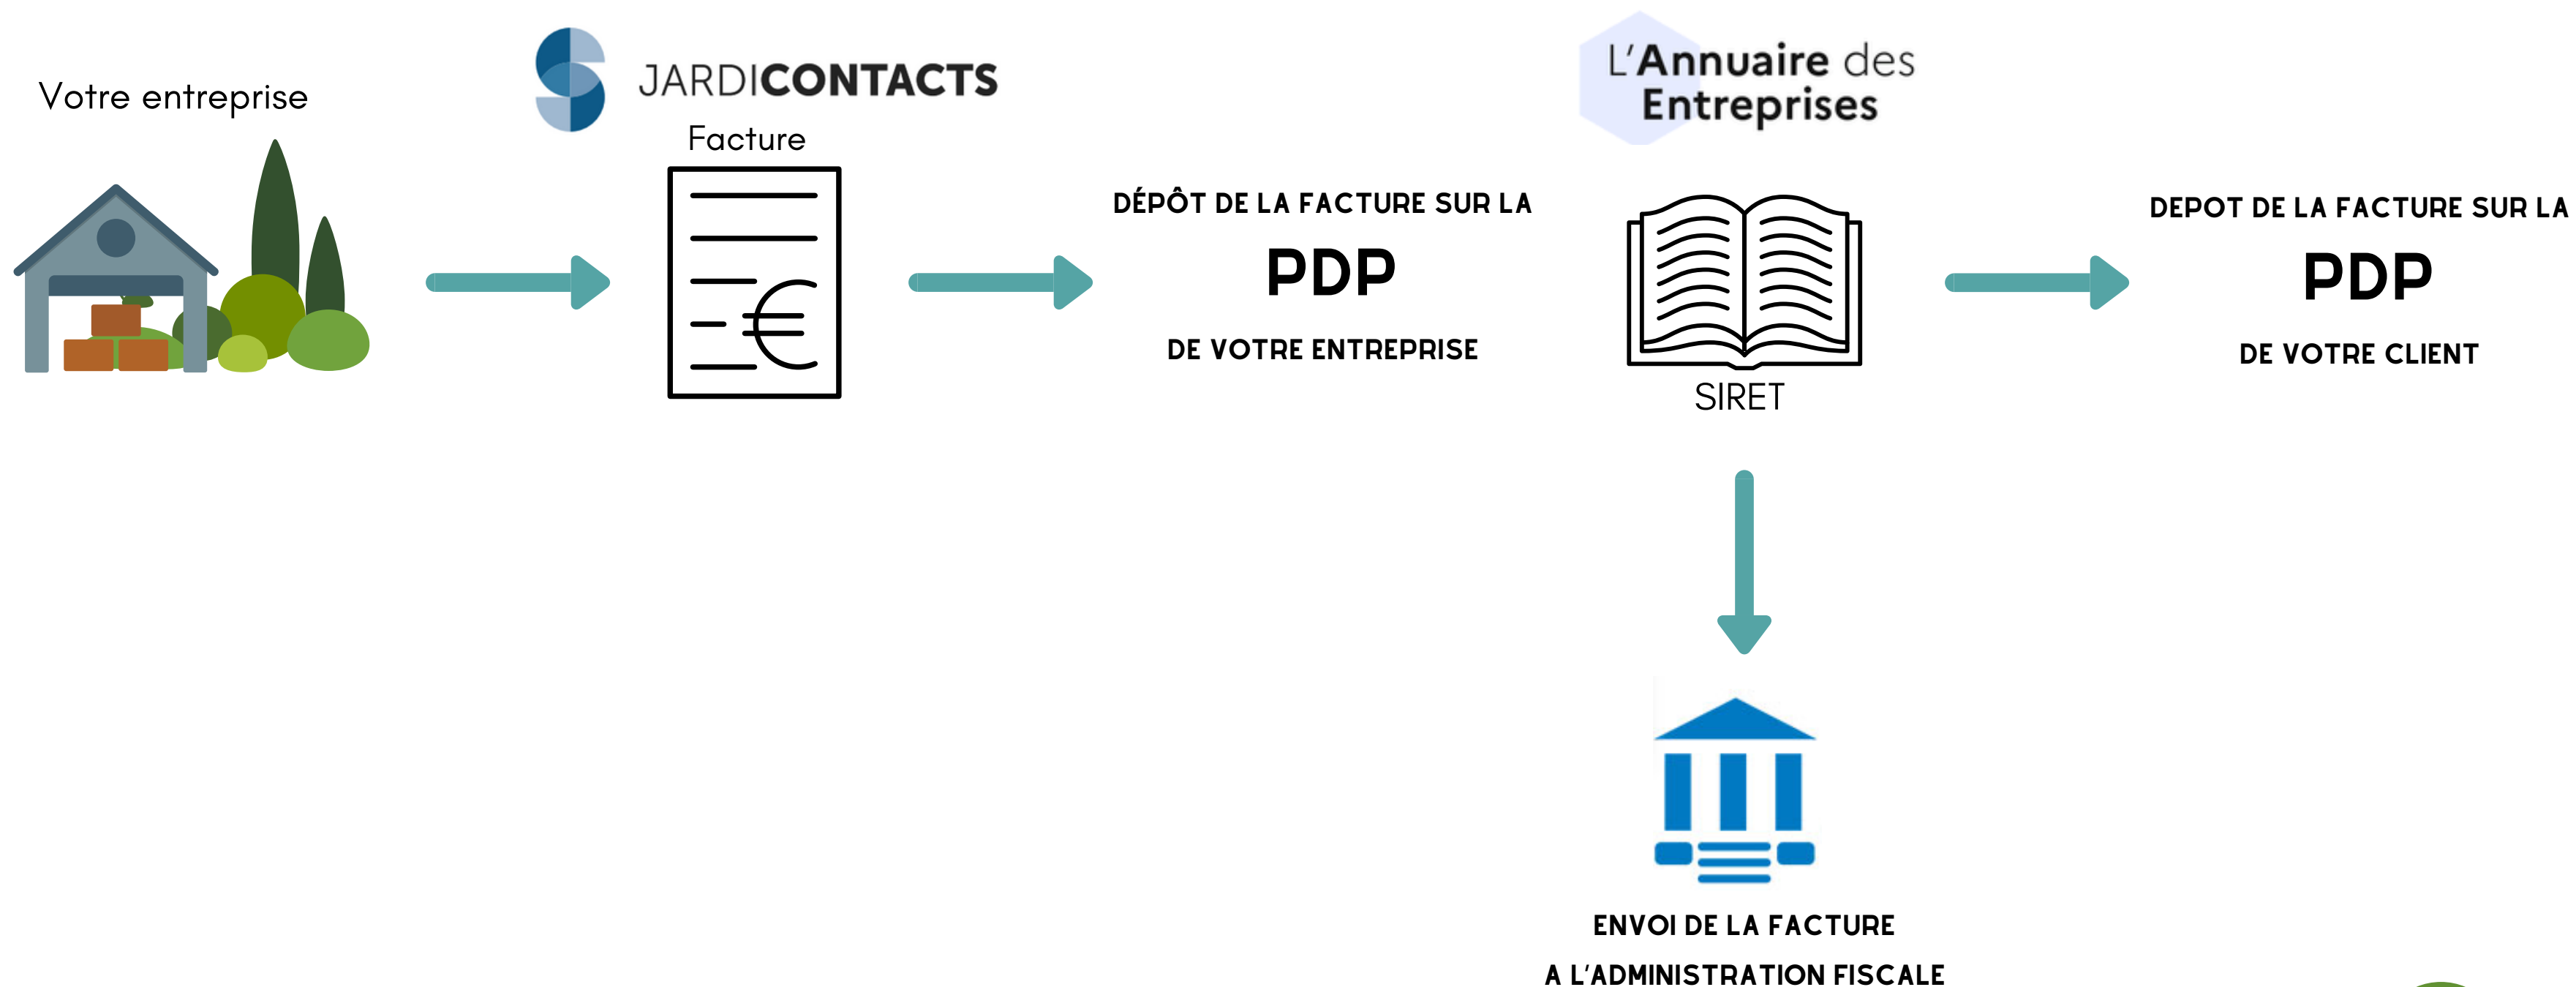 Votre entreprise
JARDICONTACTS
Facture
DÉPÔT DE LA FACTURE SUR LA
PDP
DE VOTRE ENTREPRISE
L'Annuaire des
Entreprises
SIRET
DEPOT DE LA FACTURE SUR LA
PDP
DE VOTRE CLIENT
ENVOI DE LA FACTURE
A L'ADMINISTRATION FISCALE